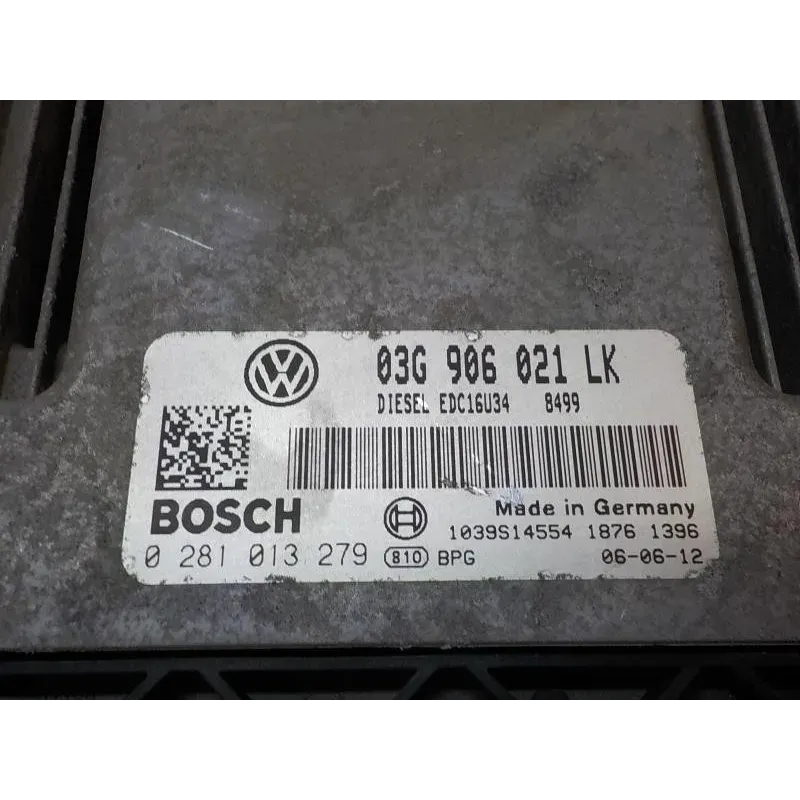 VW
03G 906 021 LK
DIESEL EDC16U34 8499
BOSCH
Made in Germany
1039S14554 1876 1396
0 281 013 279 810 BPG 06-06-12